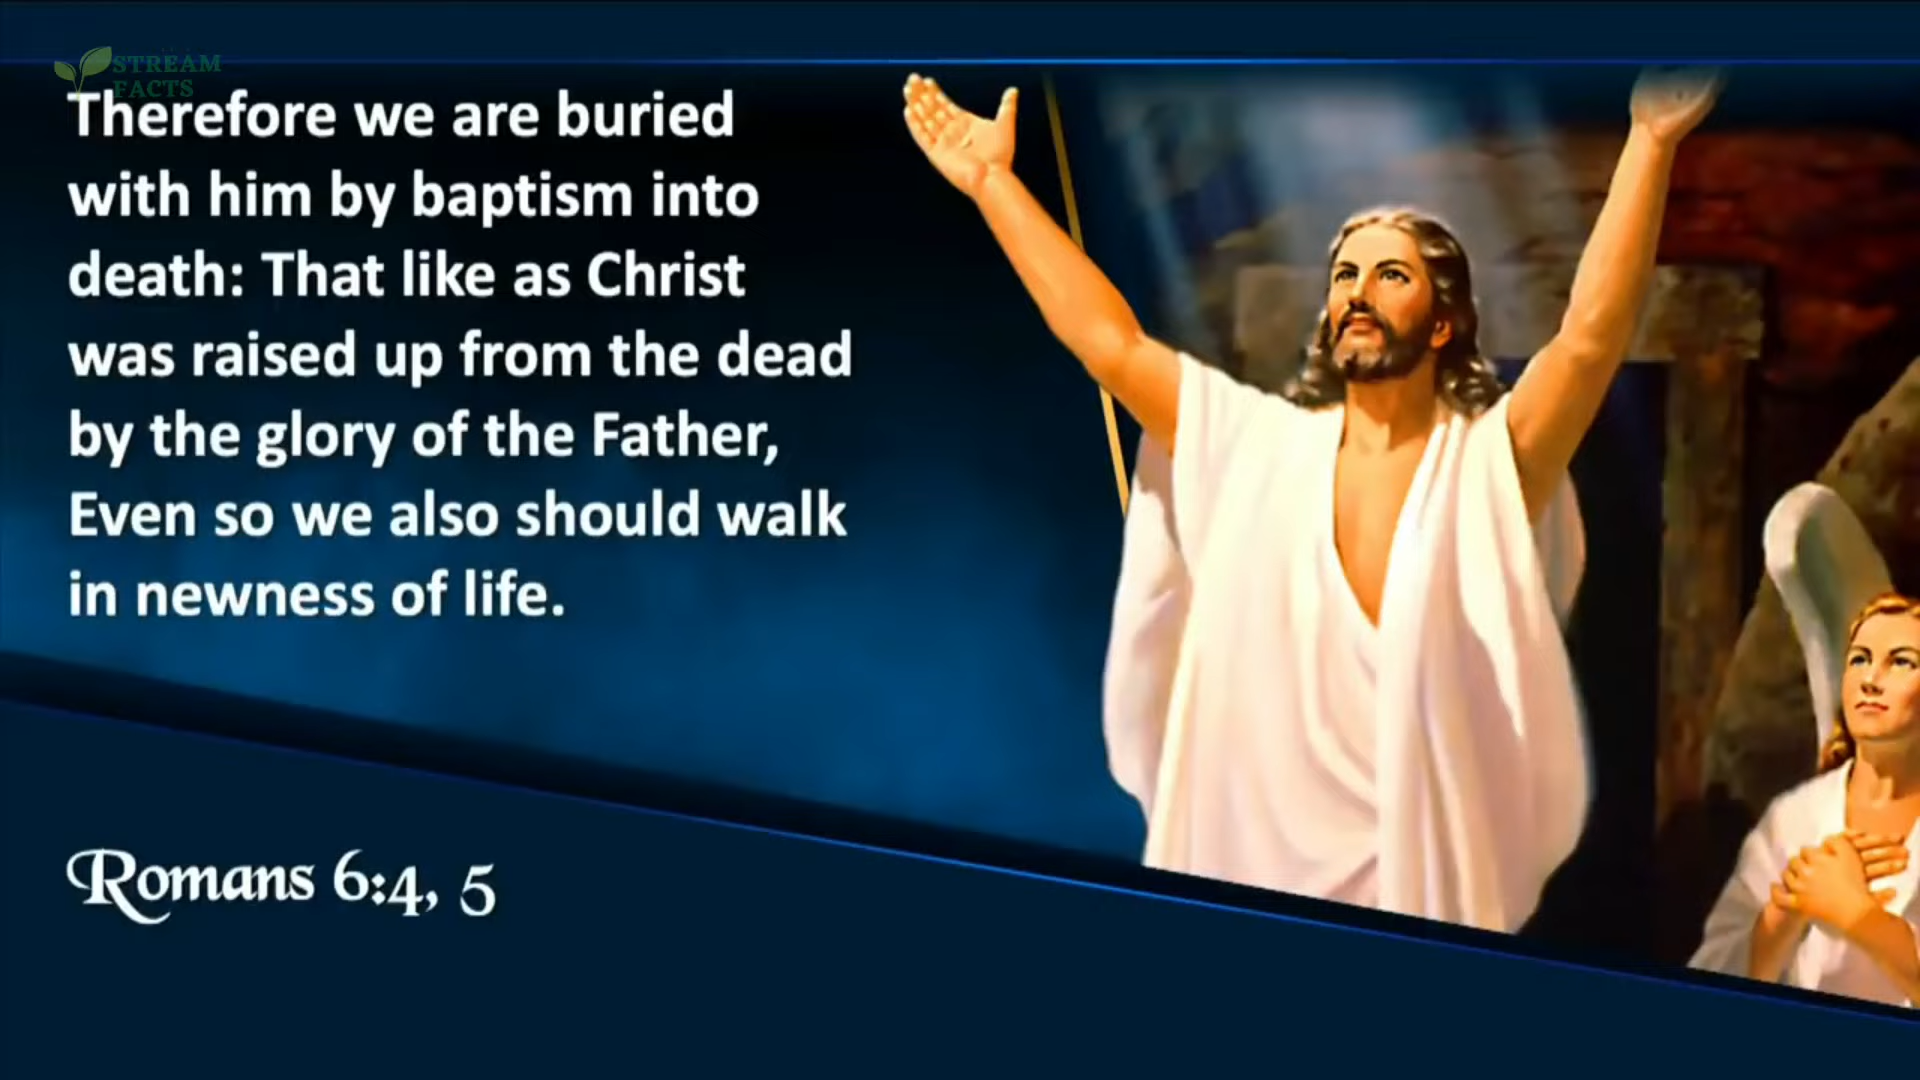 STREAM
FACTS
Therefore we are buried
with him by baptism into
death: That like as Christ
was raised up from the dead
by the glory of the Father,
Even so we also should walk
in newness of life.
Romans 6:4, 5